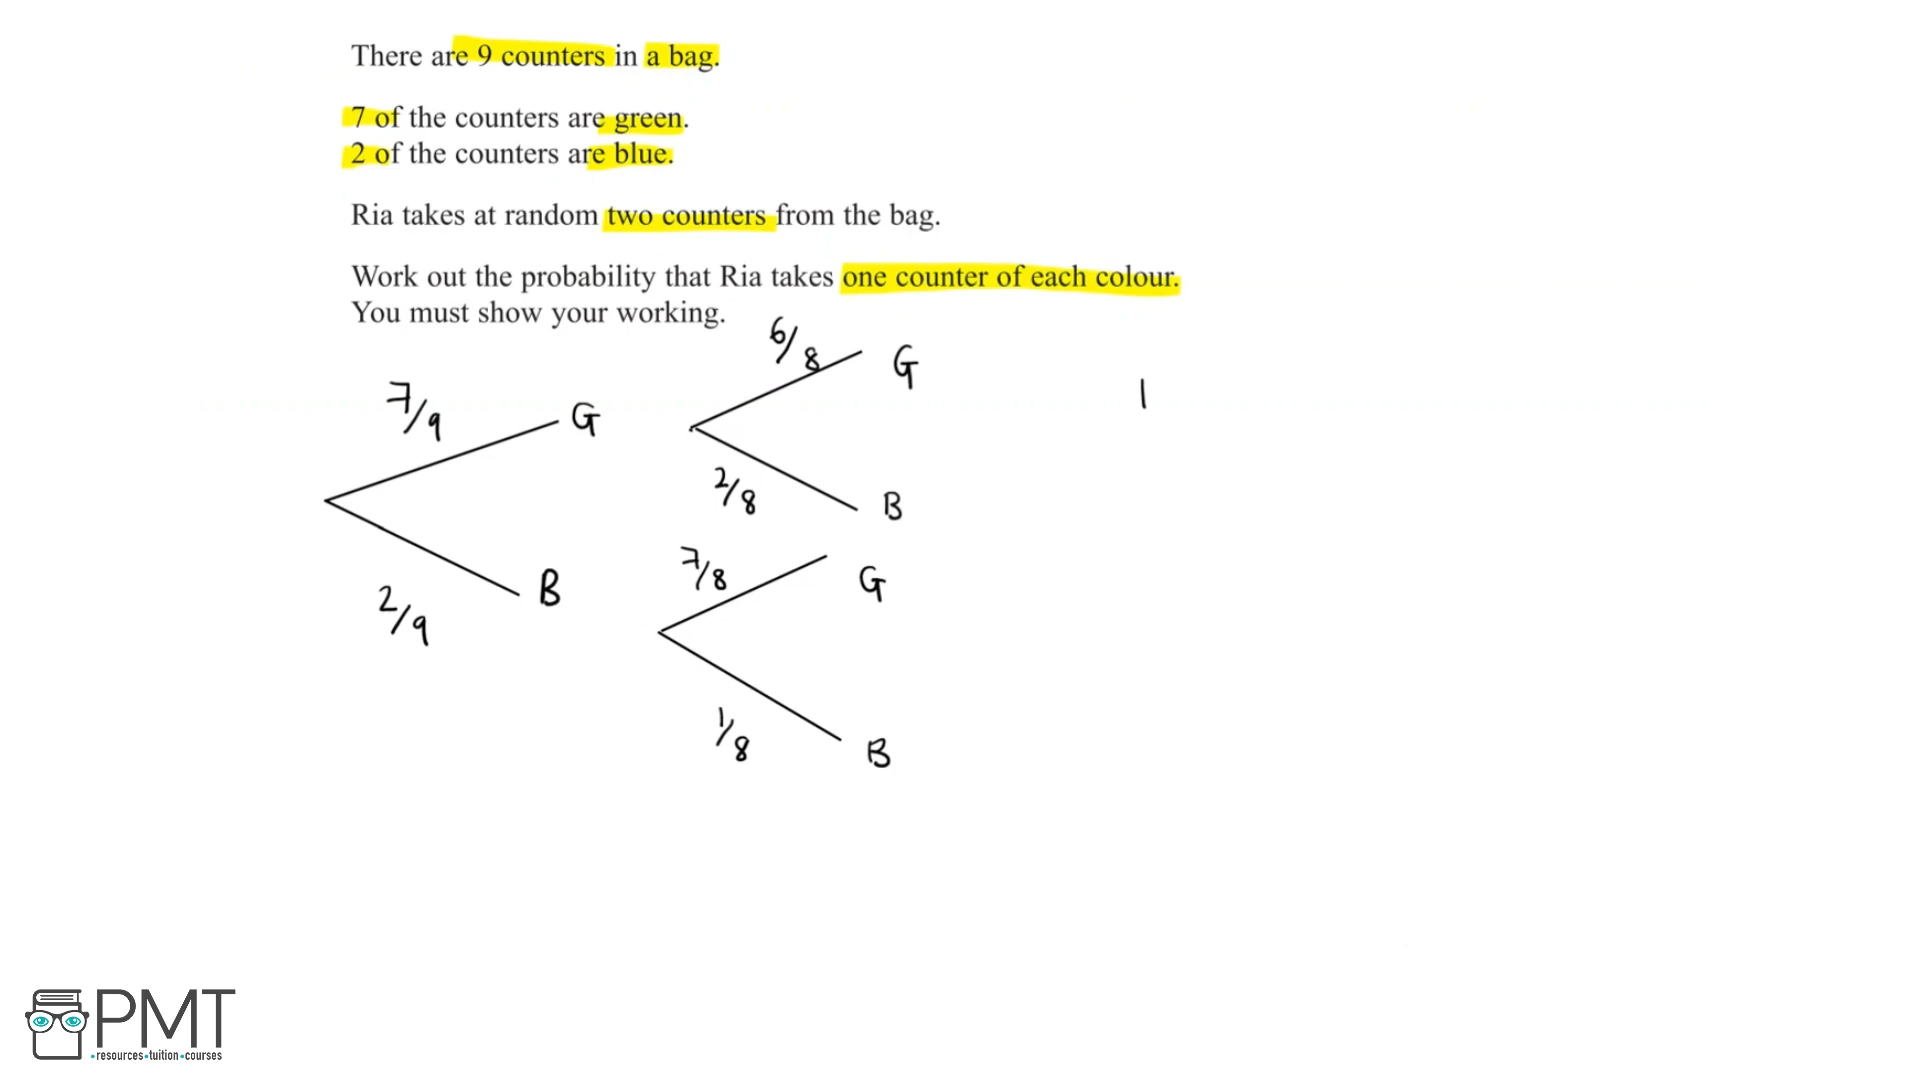 There are 9 counters in a bag.
7 of the counters are green.
2 of the counters are blue.
Ria takes at random two counters from the bag.
Work out the probability that Ria takes one counter of each colour.
You must show your working.
6/8
G
7/9
G
1
2/8
B
7/8
G
B
2/9
1/8
B
PMT
•resources•tuition•courses